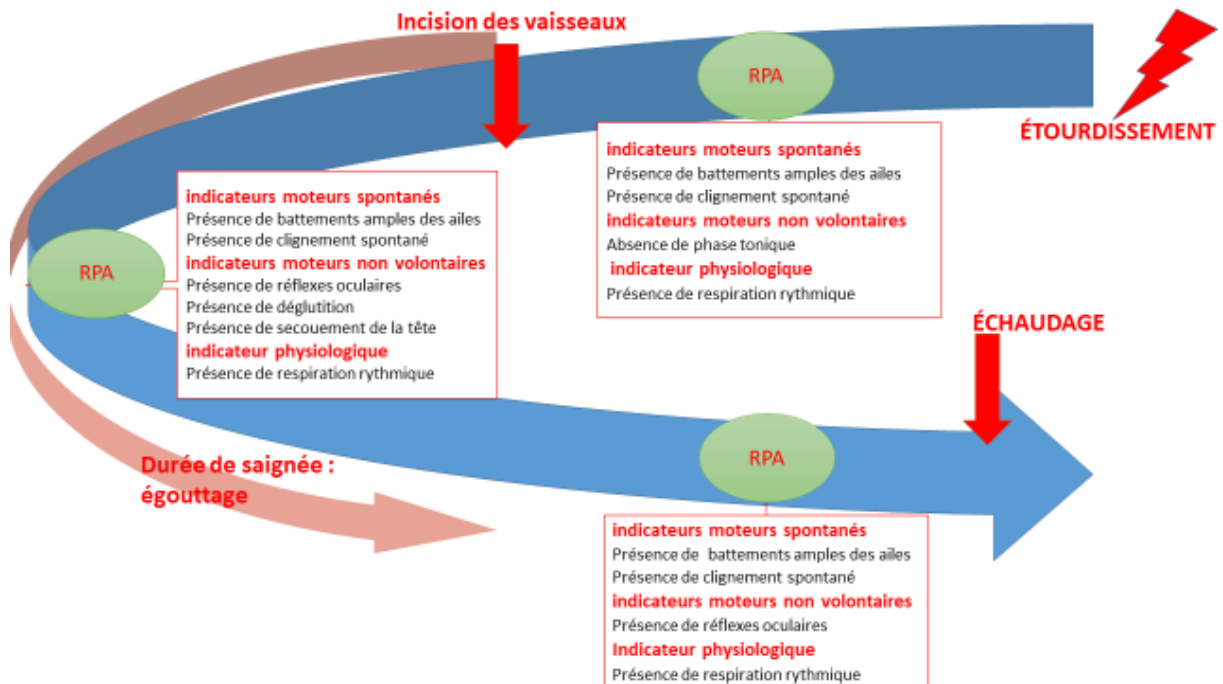 Incision des vaisseaux
RPA
ÉTOURDISSEMENT
indicateurs moteurs spontanés
Présence de battements amples des ailes
Présence de clignement spontané
indicateurs moteurs non volontaires
Absence de phase tonique
indicateur physiologique
Présence de respiration rythmique
RPA
indicateurs moteurs spontanés
Présence de battements amples des ailes
Présence de clignement spontané
indicateurs moteurs non volontaires
Présence de réflexes oculaires
Présence de déglutition
Présence de secouement de la tête
indicateur physiologique
Présence de respiration rythmique
ÉCHAUDAGE
Durée de saignée :
égouttage
RPA
indicateurs moteurs spontanés
Présence de battements amples des ailes
Présence de clignement spontané
indicateurs moteurs non volontaires
Présence de réflexes oculaires
Indicateur physiologique
Présence de respiration rythmique